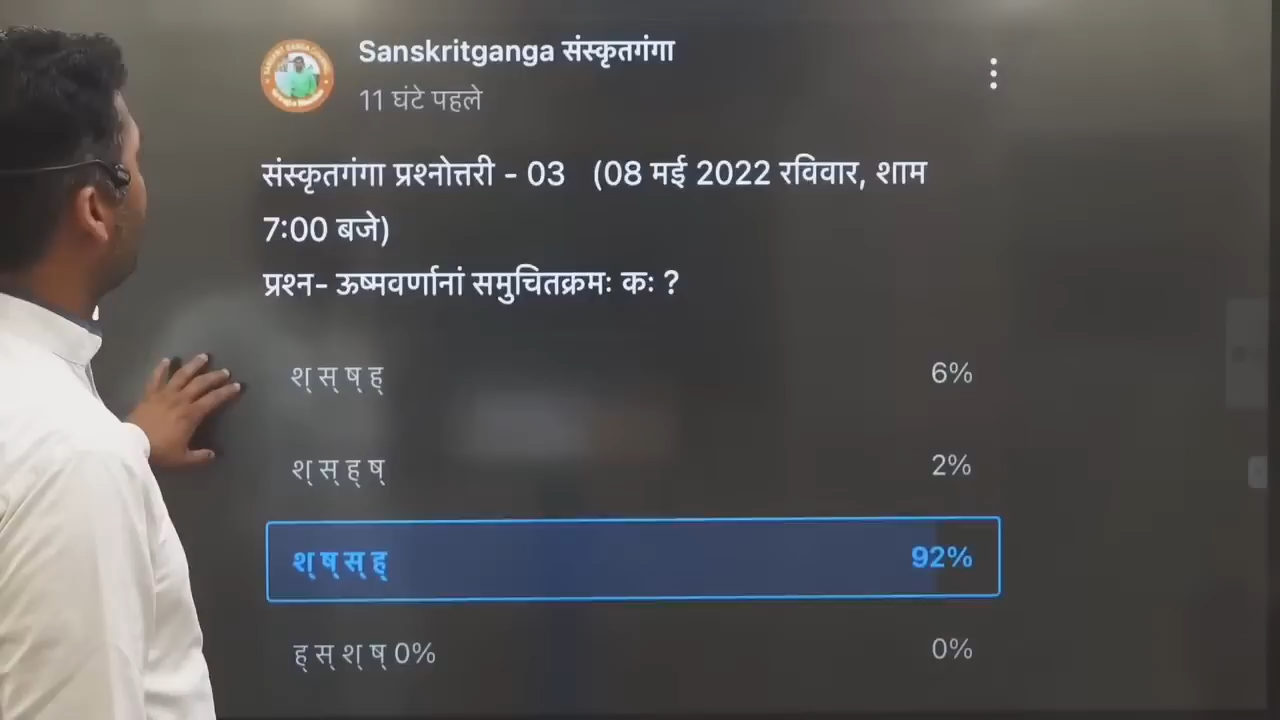 Sanskritganga संस्कृतगंगा
11 घंटे पहले
संस्कृतगंगा प्रश्नोत्तरी - 03 (08 मई 2022 रविवार, शाम
7:00 बजे)
प्रश्न- ऊष्मवर्णानां समुचितक्रमः कः ?
श् स् ष् ह् 6%
श् स् ह् ष् 2%
श् ष् स् ह् 92%
ह् स् श् ष् 0% 0%